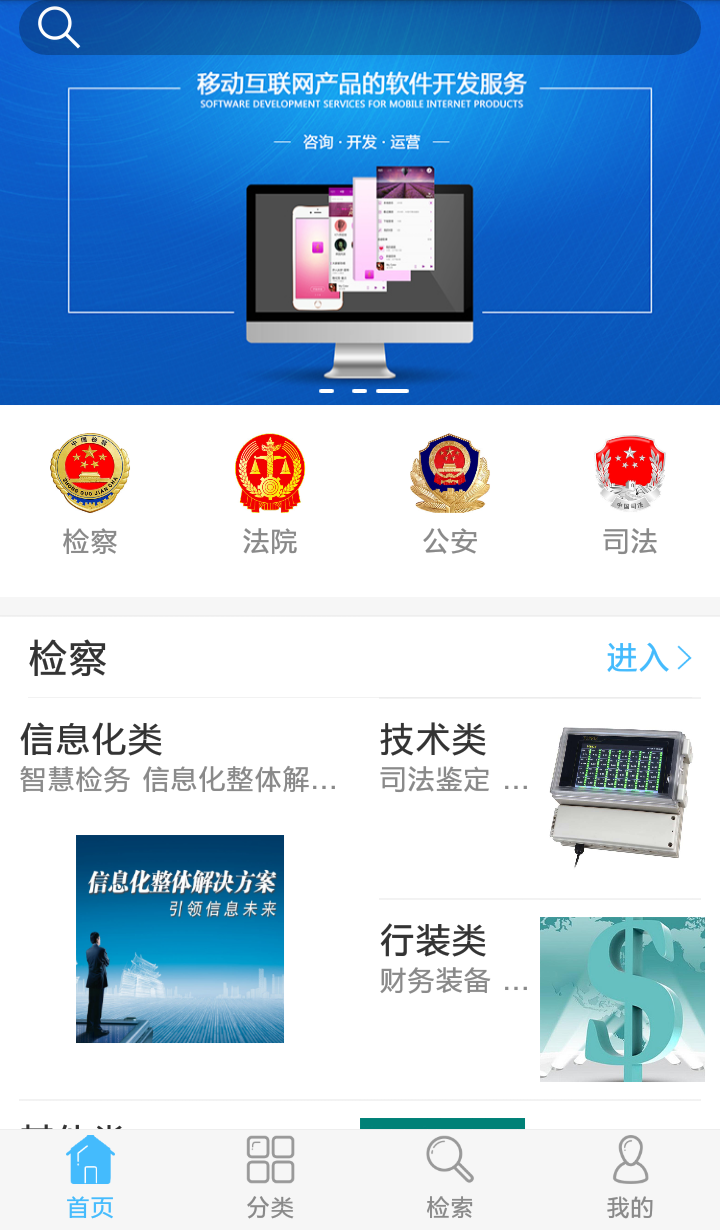 移动互联网产品的软件开发服务
SOFTWARE DEVELOPMENT SERVICES FOR MOBILE INTERNET PRODUCTS
咨询·开发·运营
检察
法院
公安
司法
检察
进入
信息化类
智慧检务 信息化整体解...
技术类
司法鉴定 ...
信息化整体解决方案
引领信息未来
行装类
财务装备 ...
首页
分类
检索
我的